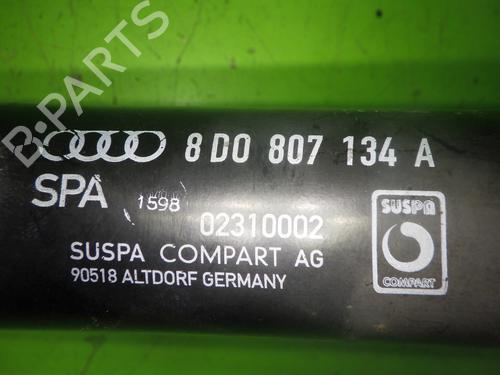 8D0 807 134 A
SPA 1598
02310002
SUSPA COMPART AG
90518 ALTDORF GERMANY
SUSPA
COMPART
B-PARTS